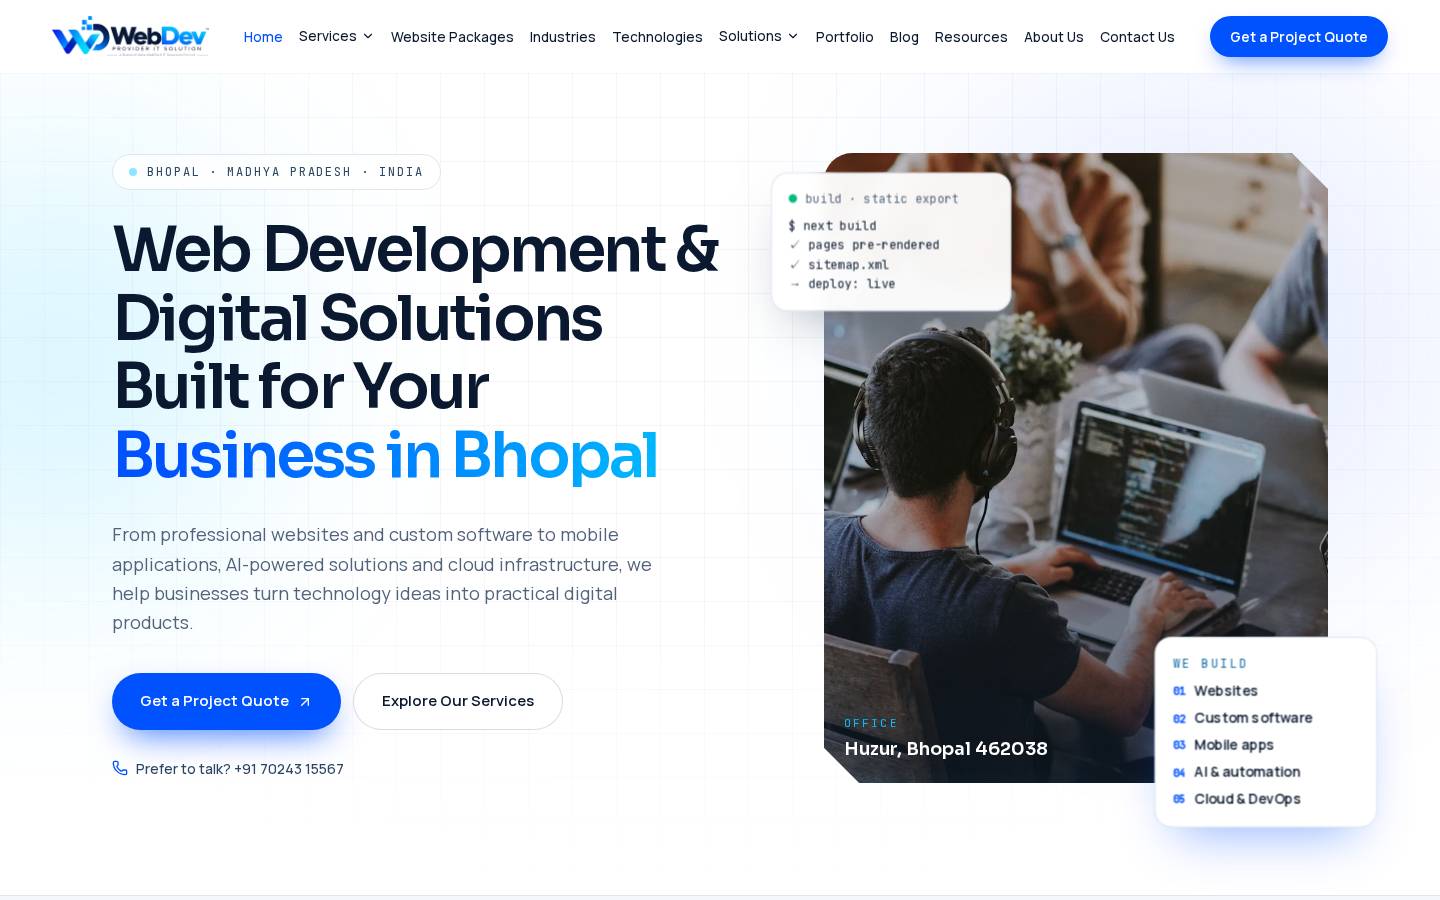 WebDev
PROVIDER IT SOLUTION
Home
Services
Website Packages
Industries
Technologies
Solutions
Portfolio
Blog
Resources
About Us
Contact Us
Get a Project Quote
BHOPAL · MADHYA PRADESH · INDIA
Web Development &
Digital Solutions
Built for Your
Business in Bhopal
From professional websites and custom software to mobile
applications, AI-powered solutions and cloud infrastructure, we
help businesses turn technology ideas into practical digital
products.
Get a Project Quote
Explore Our Services
Prefer to talk? +91 70243 15567
build · static export
$ next build
✓ pages pre-rendered
✓ sitemap.xml
→ deploy: live
OFFICE
Huzur, Bhopal 462038
WE BUILD
01 Websites
02 Custom software
03 Mobile apps
04 AI & automation
05 Cloud & DevOps